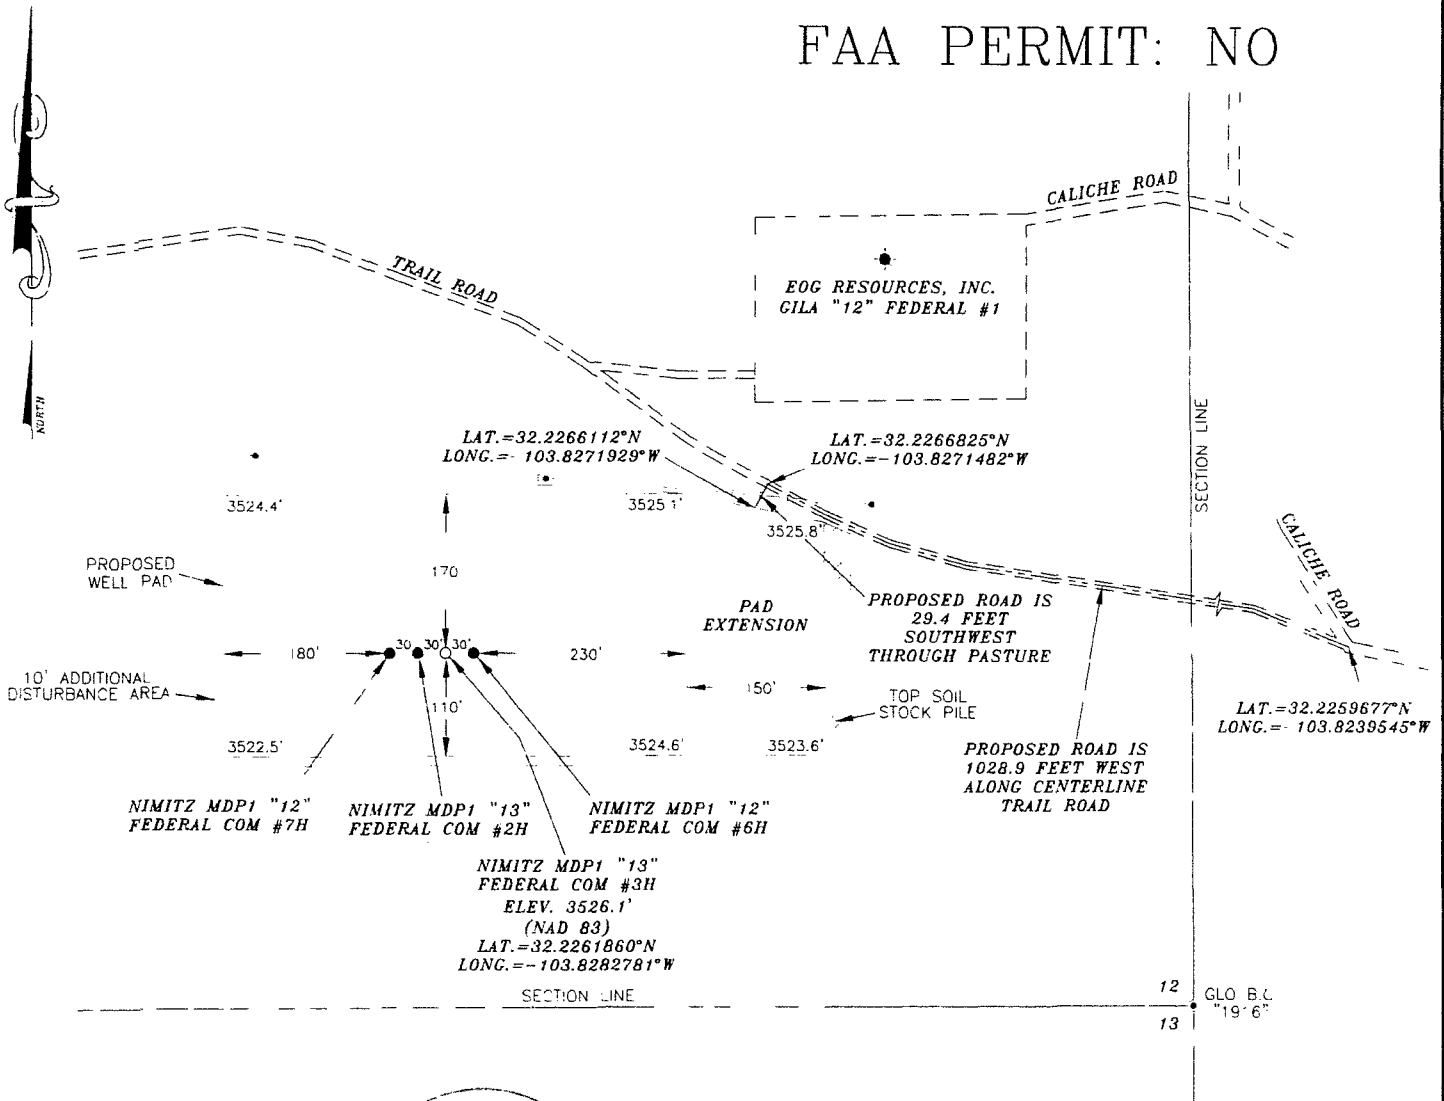 FAA PERMIT: NO
CALICHE ROAD
TRAIL ROAD
EOG RESOURCES, INC.
GILA "12" FEDERAL #1
NORTH
SECTION LINE
LAT.=32.2266112°N
LONG.=-103.8271929°W
LAT.=32.2266825°N
LONG.=-103.8271482°W
3524.4'
3525.1'
3525.8'
CALICHE ROAD
PROPOSED
WELL PAD
170
PAD
EXTENSION
PROPOSED ROAD IS
29.4 FEET
SOUTHWEST
THROUGH PASTURE
180'
30
30'
30'
230'
10' ADDITIONAL
DISTURBANCE AREA
110'
150'
TOP SOIL
STOCK PILE
LAT.=32.2259677°N
LONG.=-103.8239545°W
3522.5'
3524.6'
3523.6'
PROPOSED ROAD IS
1028.9 FEET WEST
ALONG CENTERLINE
TRAIL ROAD
NIMITZ MDP1 "12"
FEDERAL COM #7H
NIMITZ MDP1 "13"
FEDERAL COM #2H
NIMITZ MDP1 "12"
FEDERAL COM #6H
NIMITZ MDP1 "13"
FEDERAL COM #3H
ELEV. 3526.1'
(NAD 83)
LAT.=32.2261860°N
LONG.=-103.8282781°W
SECTION LINE
12
13
GLO B.C.